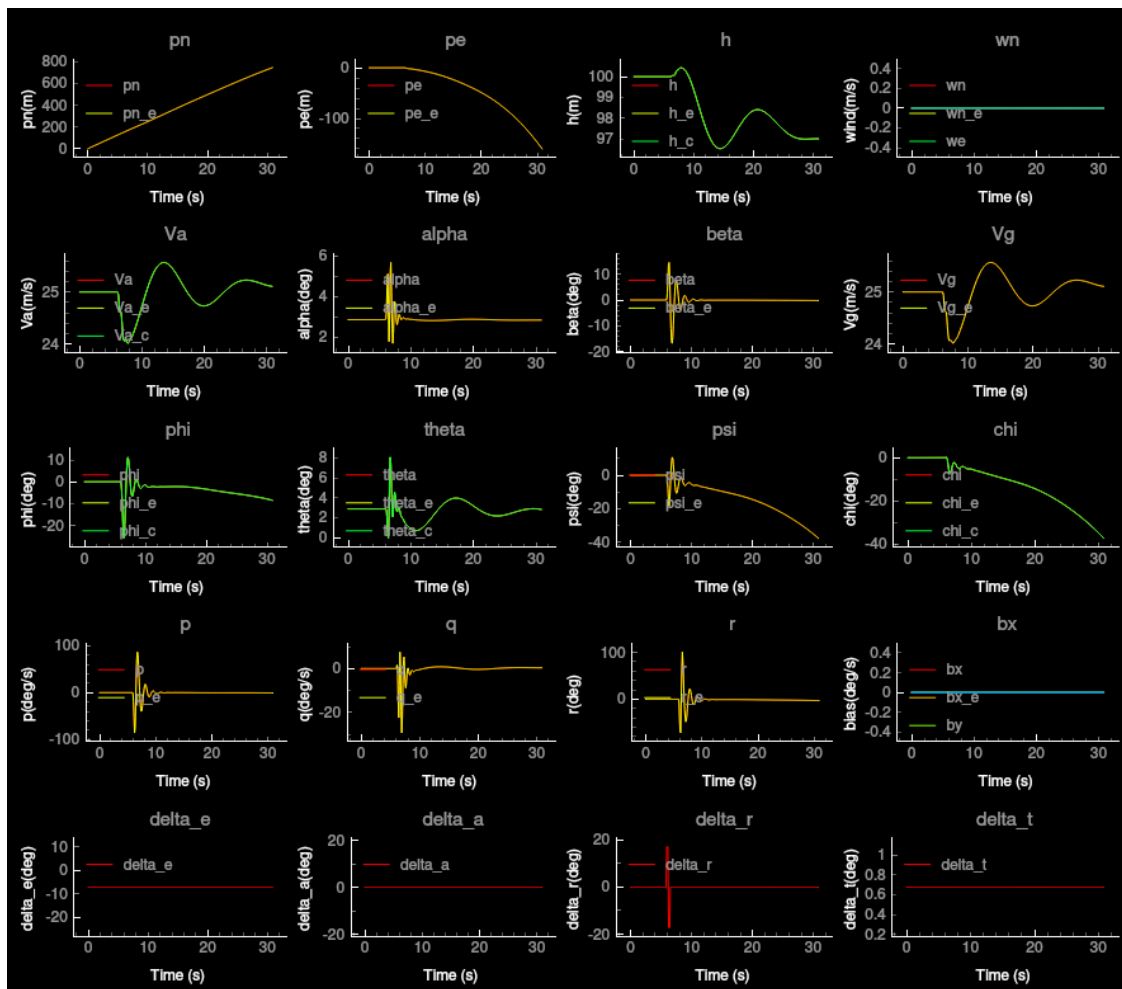 pn
pe
h
wn
pn(m)
800
600
400
200
0
pn
pn_e
0
10
20
30
Time (s)
pe(m)
0
-100
pe
pe_e
0
10
20
30
Time (s)
h(m)
100
99
98
97
h
h_e
h_c
0
10
20
30
Time (s)
wind(m/s)
0.4
0.2
0
-0.2
-0.4
wn
wn_e
we
0
10
20
30
Time (s)
Va
alpha
beta
Vg
Va(m/s)
25
24
Va
Va_e
Va_c
0
10
20
30
Time (s)
alpha(deg)
6
4
2
alpha
alpha_e
0
10
20
30
Time (s)
beta(deg)
10
0
-10
-20
beta
beta_e
0
10
20
30
Time (s)
Vg(m/s)
25
24
Vg
Vg_e
0
10
20
30
Time (s)
phi
theta
psi
chi
phi(deg)
10
0
-10
-20
phi
phi_e
phi_c
0
10
20
30
Time (s)
theta(deg)
8
6
4
2
0
theta
theta_e
theta_c
0
10
20
30
Time (s)
psi(deg)
0
-20
-40
psi
psi_e
0
10
20
30
Time (s)
chi(deg)
0
-20
-40
chi
chi_e
chi_c
0
10
20
30
Time (s)
p
q
r
bx
p(deg/s)
100
0
-100
p
p_e
0
10
20
30
Time (s)
q(deg/s)
0
-20
q_e
0
10
20
30
Time (s)
r(deg)
100
0
r
r_e
0
10
20
30
Time (s)
bias(deg/s)
0.4
0.2
0
-0.2
-0.4
bx
bx_e
by
0
10
20
30
Time (s)
delta_e
delta_a
delta_r
delta_t
delta_e(deg)
10
0
-10
-20
delta_e
0
10
20
30
Time (s)
delta_a(deg)
20
0
-20
delta_a
0
10
20
30
Time (s)
delta_r(deg)
20
0
-20
delta_r
0
10
20
30
Time (s)
delta_t(deg)
1
0.8
0.6
0.4
0.2
delta_t
0
10
20
30
Time (s)